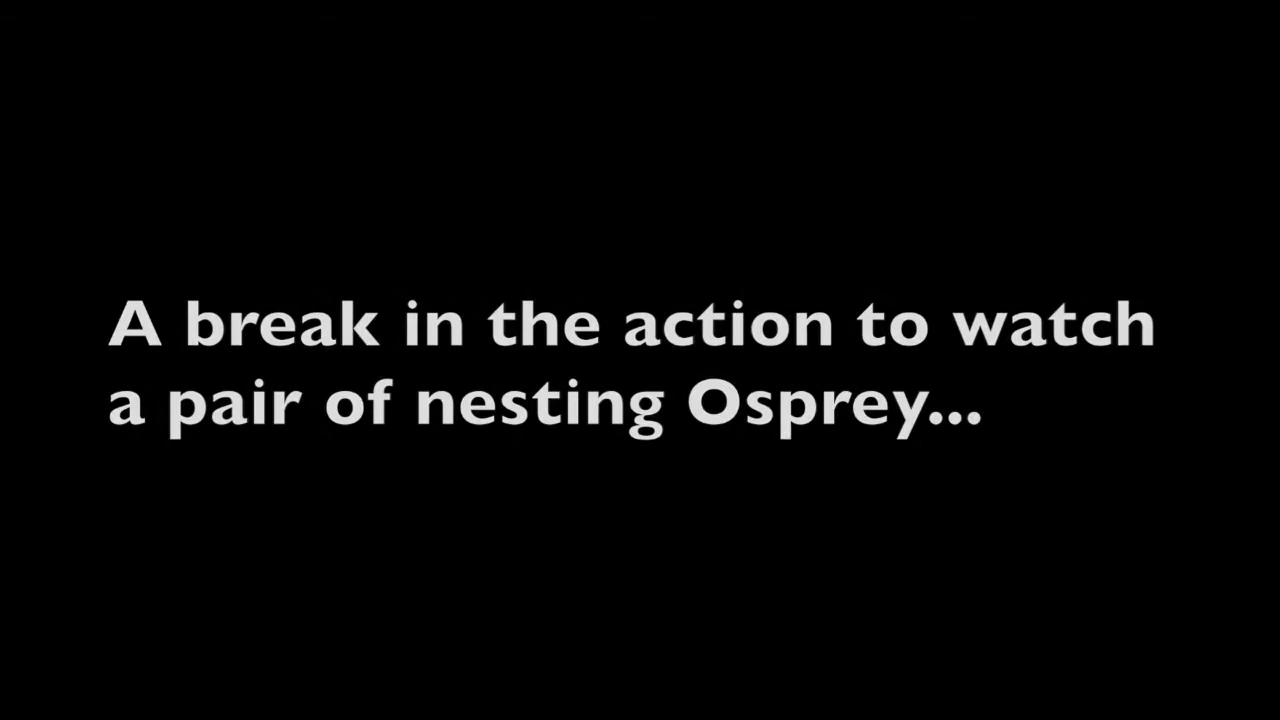 A break in the action to watch
a pair of nesting Osprey...